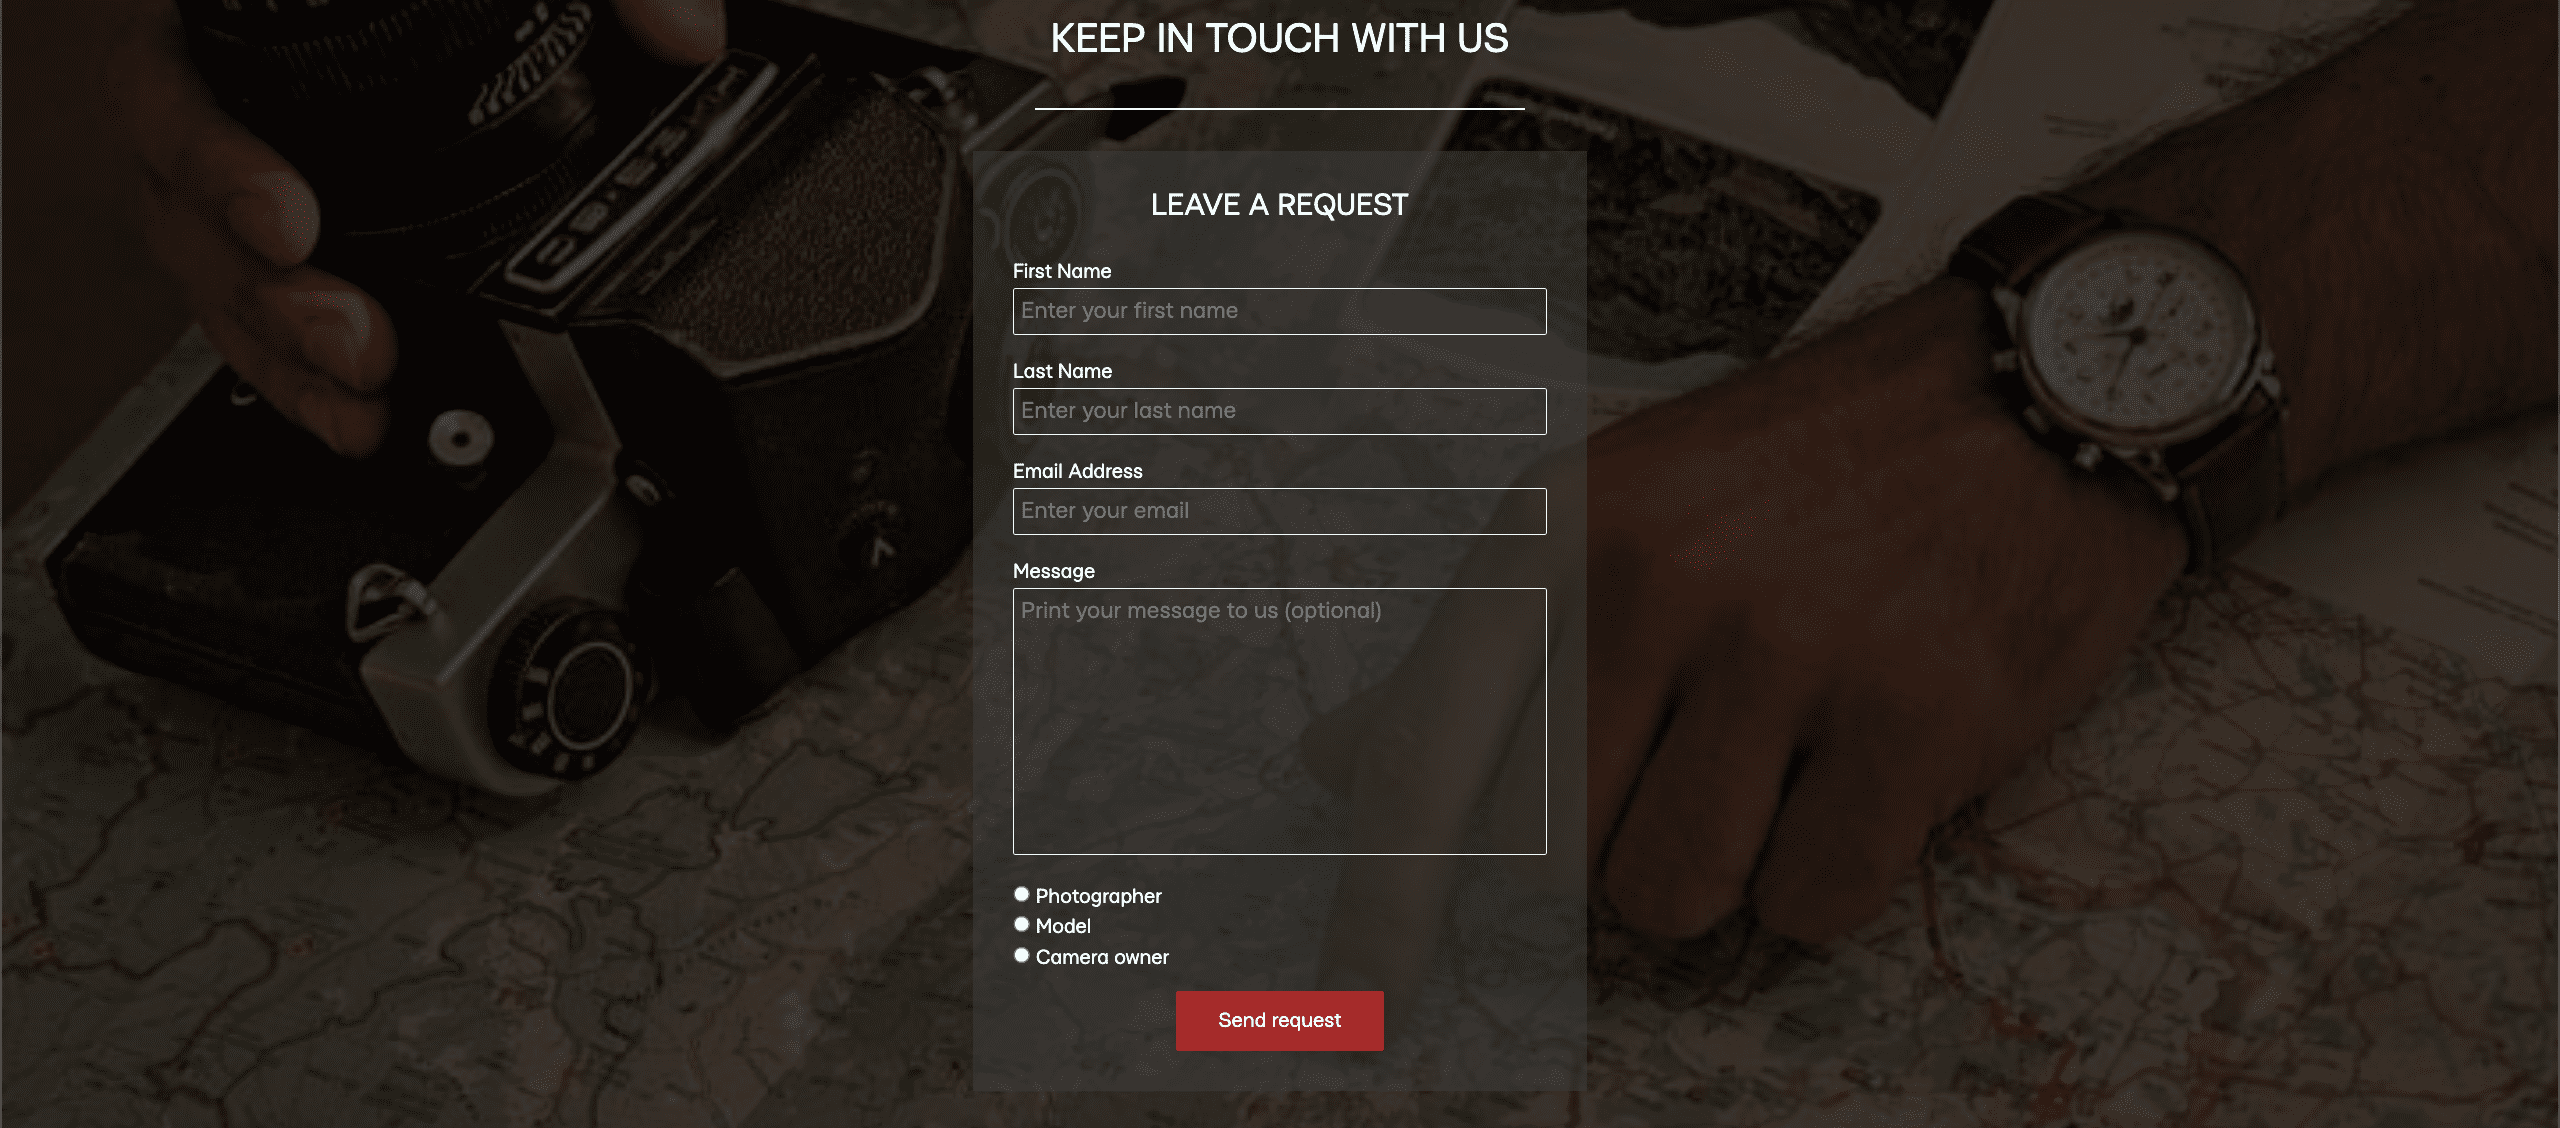 KEEP IN TOUCH WITH US
LEAVE A REQUEST
First Name
Enter your first name
Last Name
Enter your last name
Email Address
Enter your email
Message
Print your message to us (optional)
Photographer
Model
Camera owner
Send request